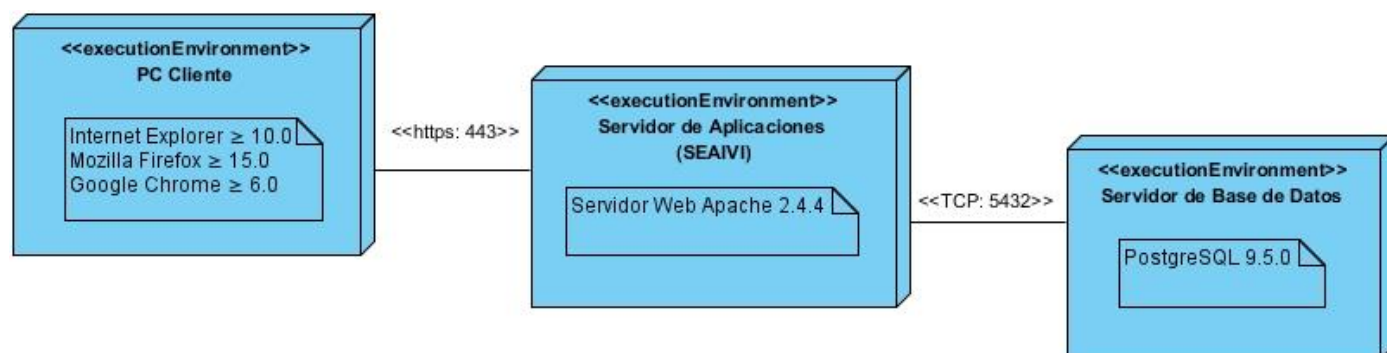 <<executionEnvironment>>
PC Cliente
Internet Explorer ≥ 10.0
Mozilla Firefox ≥ 15.0
Google Chrome ≥ 6.0
<<https: 443>>
<<executionEnvironment>>
Servidor de Aplicaciones
(SEAIVI)
Servidor Web Apache 2.4.4
<<TCP: 5432>>
<<executionEnvironment>>
Servidor de Base de Datos
PostgreSQL 9.5.0